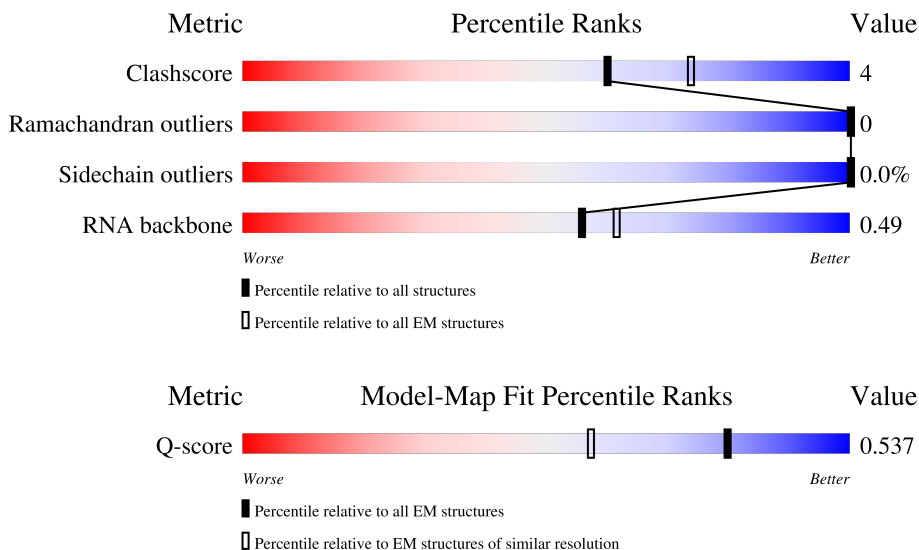 Metric Percentile Ranks Value
Clashscore 4
Ramachandran outliers 0
Sidechain outliers 0.0%
RNA backbone 0.49
Worse Better
Percentile relative to all structures
Percentile relative to all EM structures
Metric Model-Map Fit Percentile Ranks Value
Q-score 0.537
Worse Better
Percentile relative to all EM structures
Percentile relative to EM structures of similar resolution